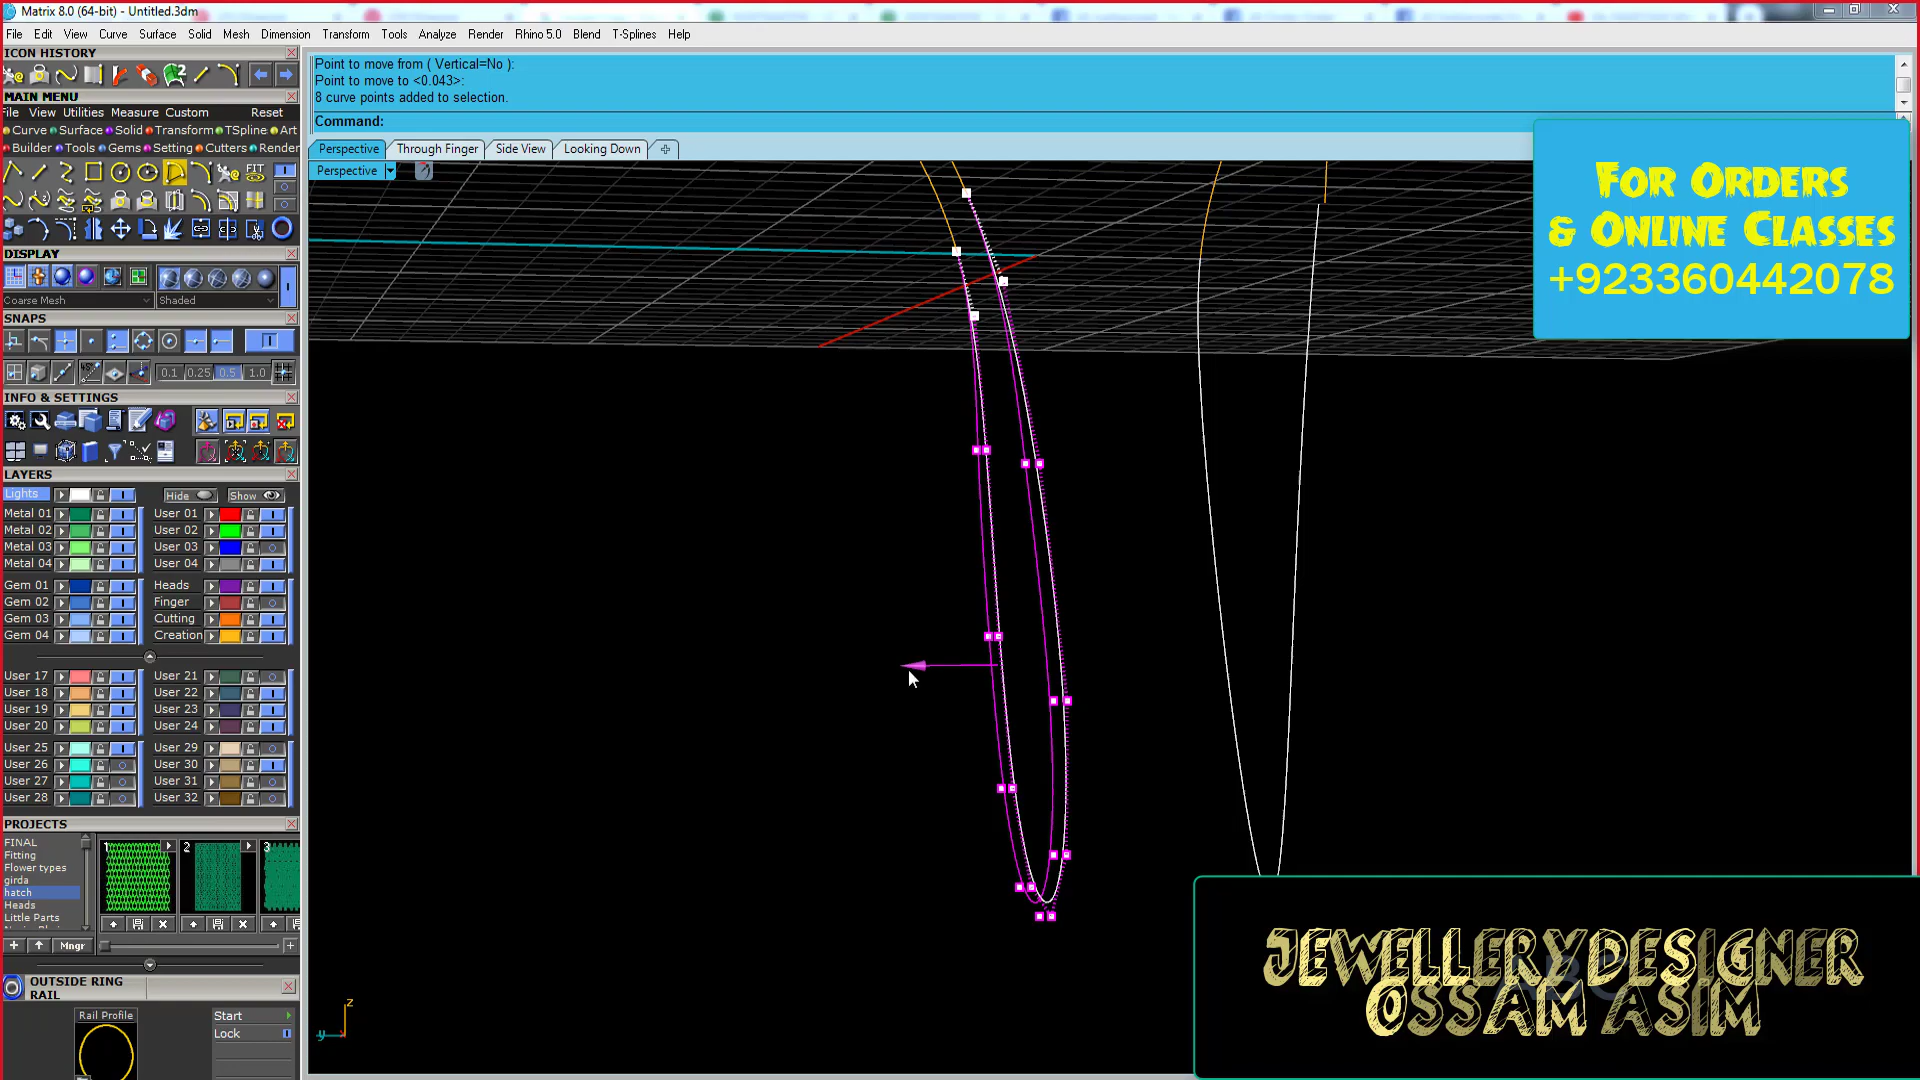 Matrix 8.0 (64-bit) - Untitled.3dm
File Edit View Curve Surface Solid Mesh Dimension Transform Tools Analyze Render Rhino 5.0 Blend T-Splines Help
ICON HISTORY
MAIN MENU
File View Utilities Measure Custom Reset
Curve Surface Solid Transform TSpline Art
Builder Tools Gems Setting Cutters Render
FIT
DISPLAY
Coarse Mesh Shaded
SNAPS
0.1 0.25 0.5 1.0
INFO & SETTINGS
LAYERS
Lights Hide Show
Metal 01 User 01
Metal 02 User 02
Metal 03 User 03
Metal 04 User 04
Gem 01 Heads
Gem 02 Finger
Gem 03 Cutting
Gem 04 Creation
User 17 User 21
User 18 User 22
User 19 User 23
User 20 User 24
User 25 User 29
User 26 User 30
User 27 User 31
User 28 User 32
PROJECTS
FINAL
Fitting
Flower types
girda
hatch
Heads
Little Parts
1 2 3
Mngr
OUTSIDE RING
RAIL
Rail Profile
Start
Lock
Point to move from ( Vertical=No ):
Point to move to <0.043>:
8 curve points added to selection.
Command:
Perspective Through Finger Side View Looking Down
Perspective
z
y
For Orders
& Online Classes
+923360442078
JEWELLERY DESIGNER
OSSAM ASIM